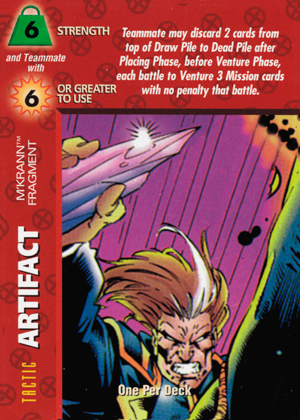 6
STRENGTH
and Teammate
with
6
OR GREATER
TO USE
Teammate may discard 2 cards from
top of Draw Pile to Dead Pile after
Placing Phase, before Venture Phase,
each battle to Venture 3 Mission cards
with no penalty that battle.
TACTIC
ARTIFACT
M'KRANN™
FRAGMENT
One Per Deck